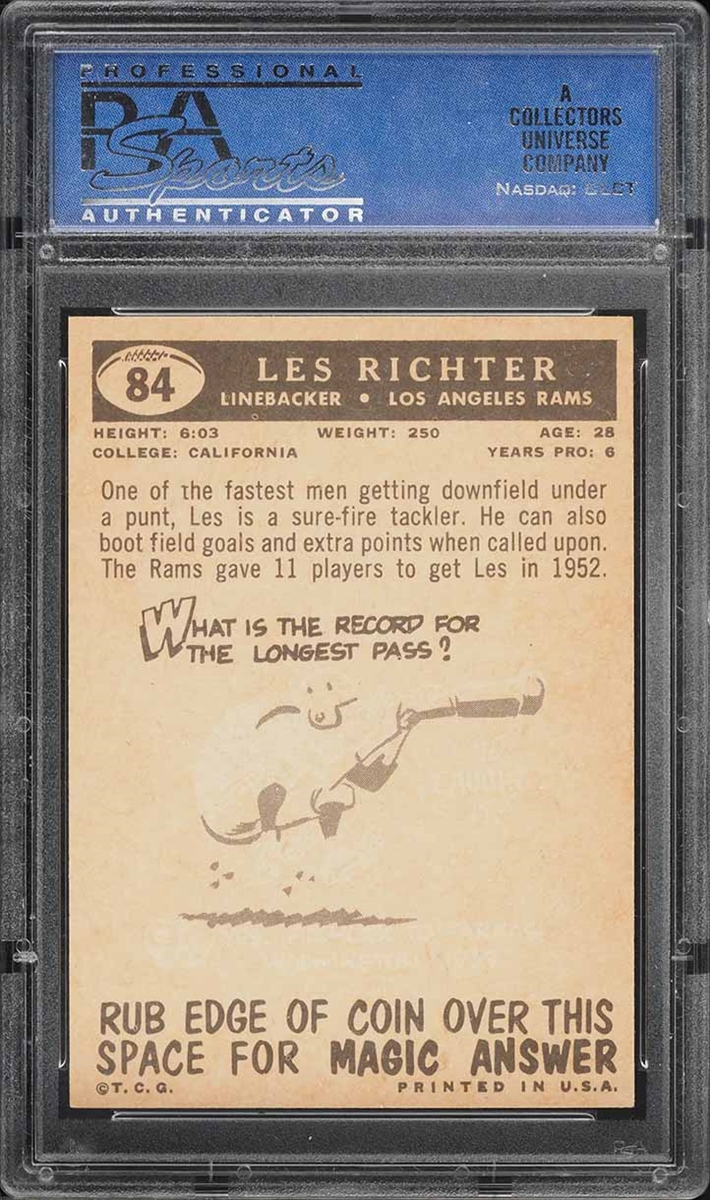 PROFESSIONAL
PSA
Sports
AUTHENTICATOR
A
COLLECTORS
UNIVERSE
COMPANY
NASDAQ: CLCT
84
LES RICHTER
LINEBACKER • LOS ANGELES RAMS
HEIGHT: 6:03 WEIGHT: 250 AGE: 28
COLLEGE: CALIFORNIA YEARS PRO: 6
One of the fastest men getting downfield under
a punt, Les is a sure-fire tackler. He can also
boot field goals and extra points when called upon.
The Rams gave 11 players to get Les in 1952.
WHAT IS THE RECORD FOR
THE LONGEST PASS?
RUB EDGE OF COIN OVER THIS
SPACE FOR MAGIC ANSWER
©T.C.G. PRINTED IN U.S.A.
PSA